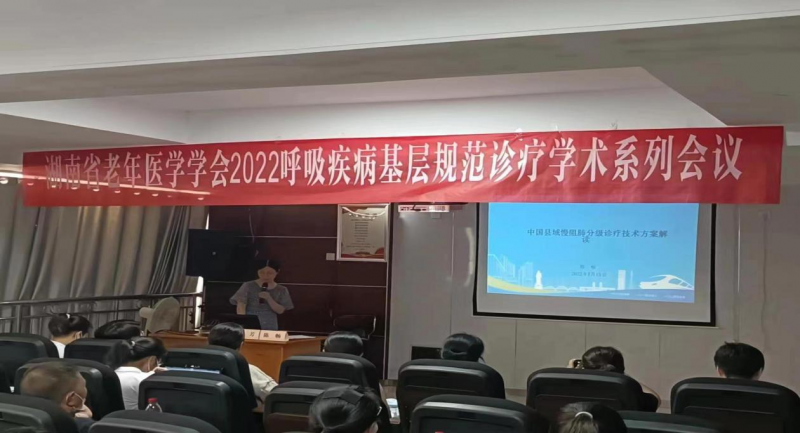 湖南省老年医学学会2022呼吸疾病基层规范诊疗学术系列会议
中国县域慢阻肺分级诊疗技术方案解
读